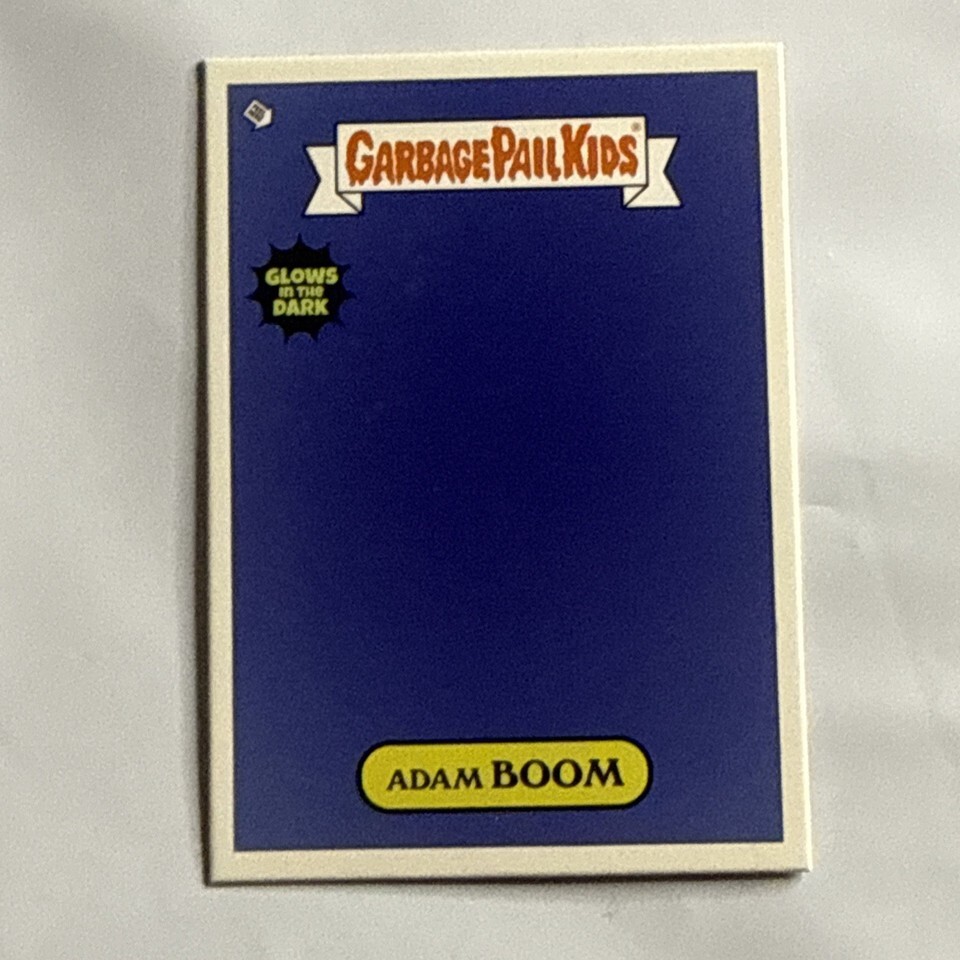 GARBAGE PAIL KIDS®
GLOWS
IN THE
DARK
ADAM BOOM